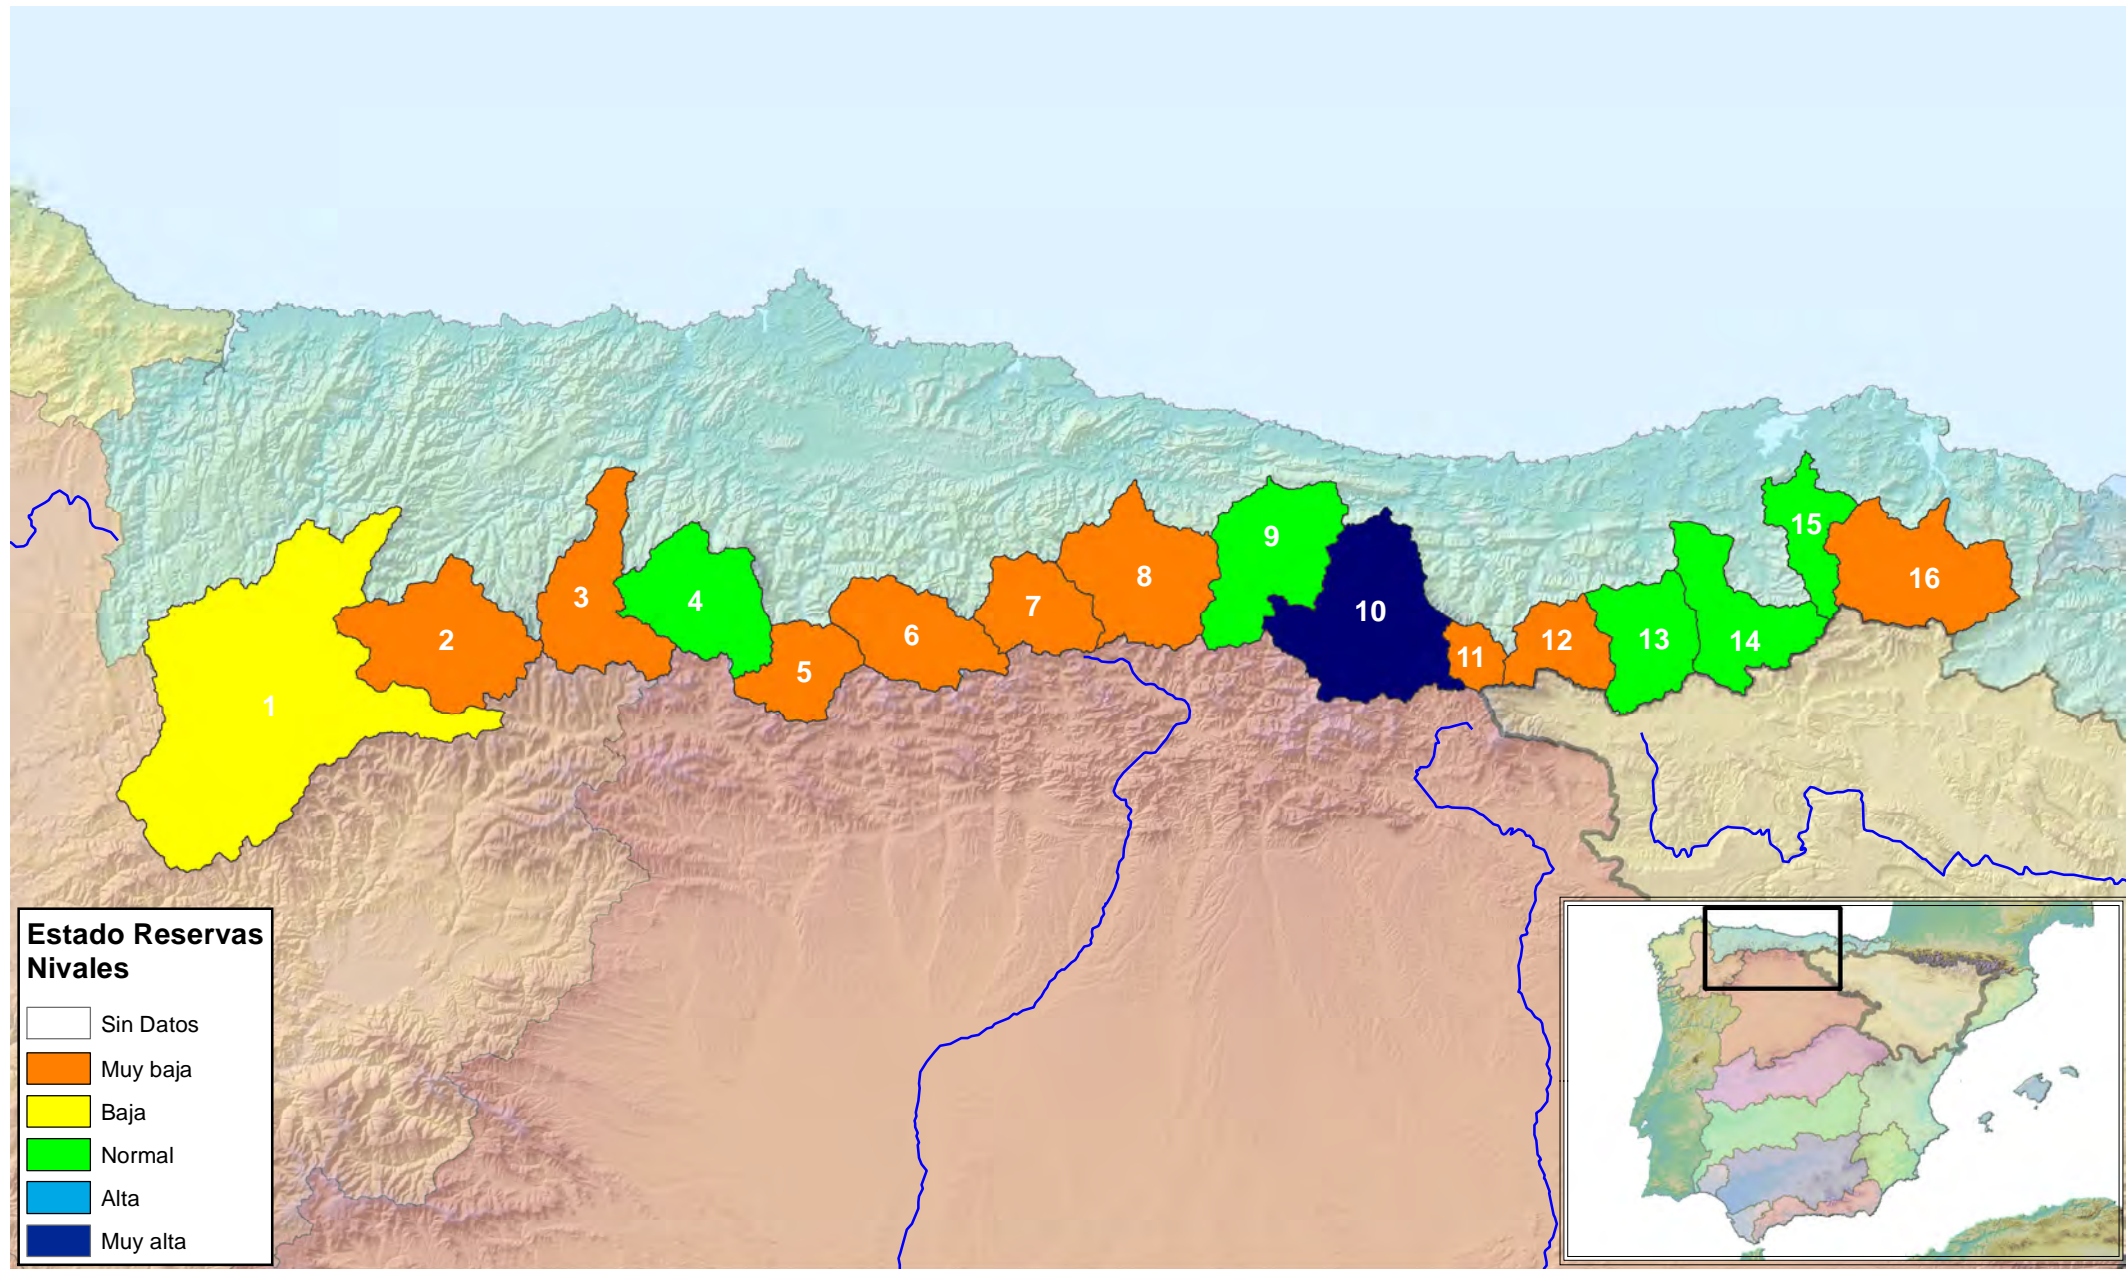 1
2
3
4
5
6
7
8
9
10
11
12
13
14
15
16
Estado Reservas
Nivales
Sin Datos
Muy baja
Baja
Normal
Alta
Muy alta